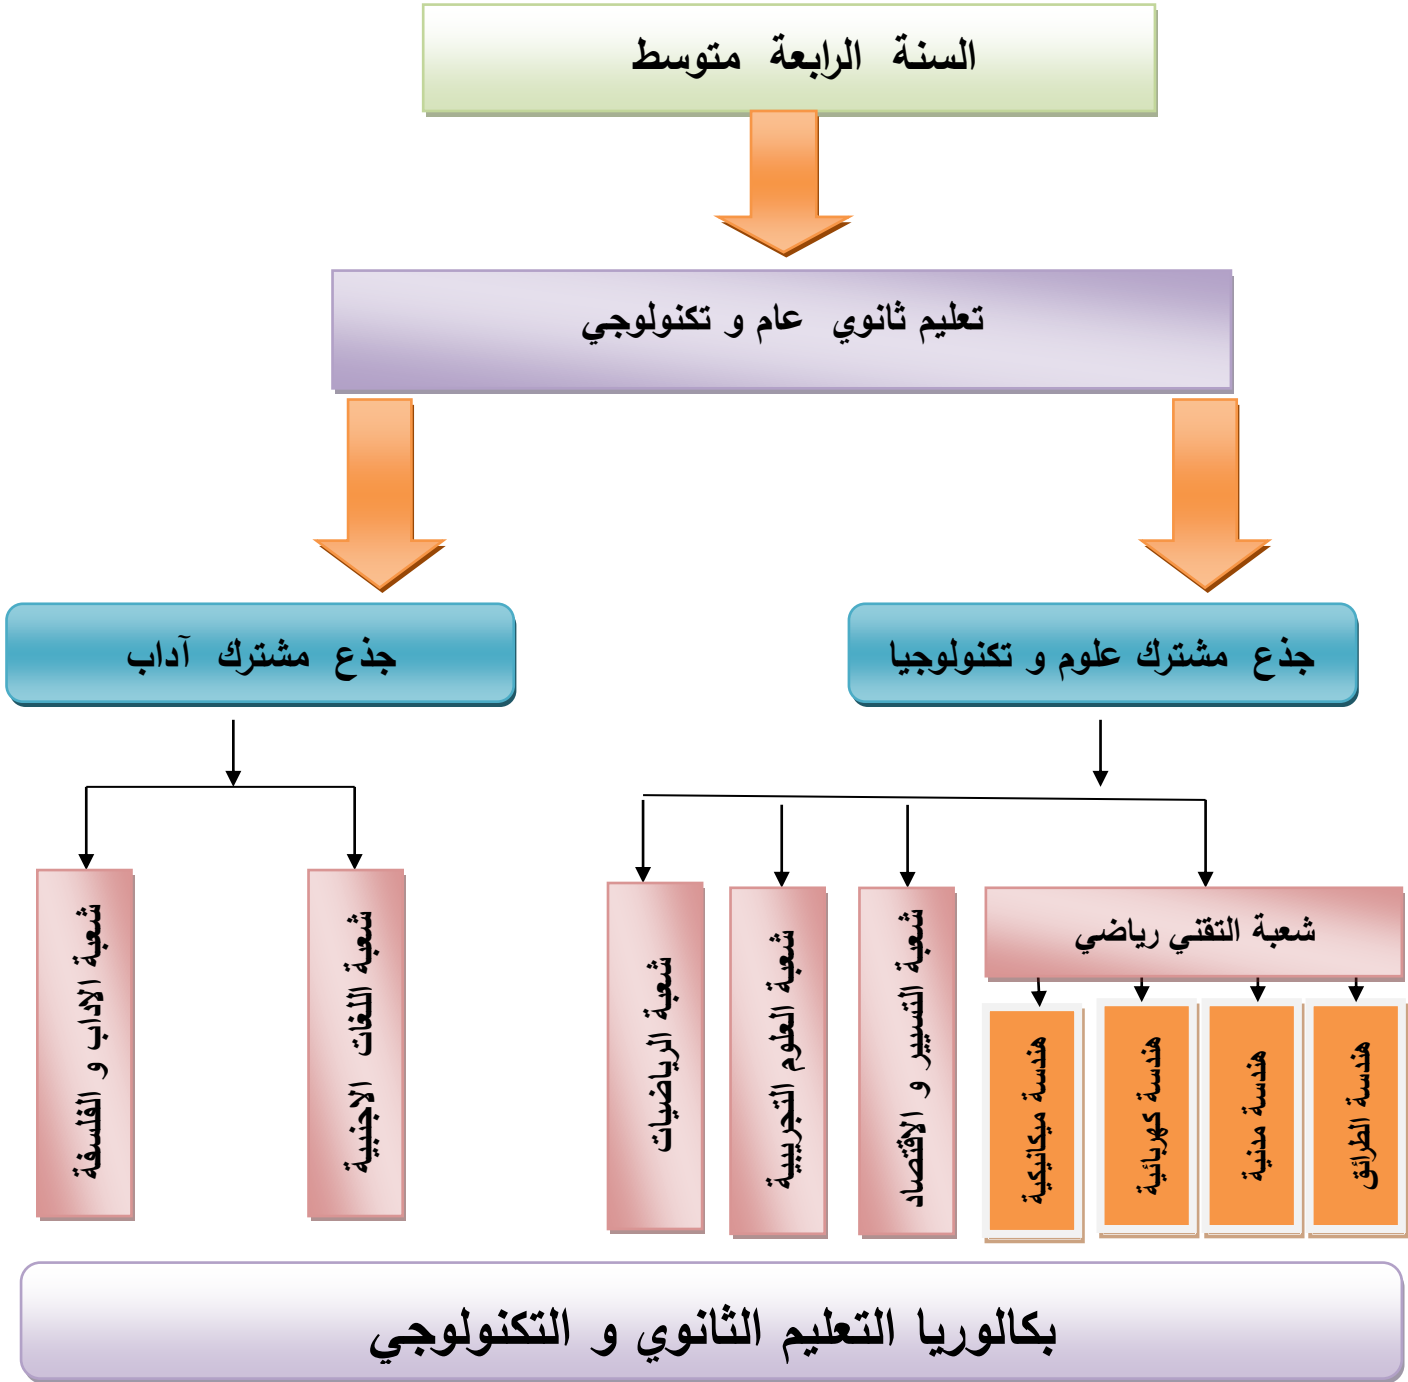 السنة الرابعة متوسط
تعليم ثانوي عام و تكنولوجي
جذع مشترك علوم و تكنولوجيا
جذع مشترك آداب
شعبة التقني رياضي
شعبة التسيير و الاقتصاد
شعبة العلوم التجريبية
شعبة الرياضيات
شعبة اللغات الاجنبية
شعبة الاداب و الفلسفة
هندسة الطرائق
هندسة مدنية
هندسة كهربائية
هندسة ميكانيكية
بكالوريا التعليم الثانوي و التكنولوجي